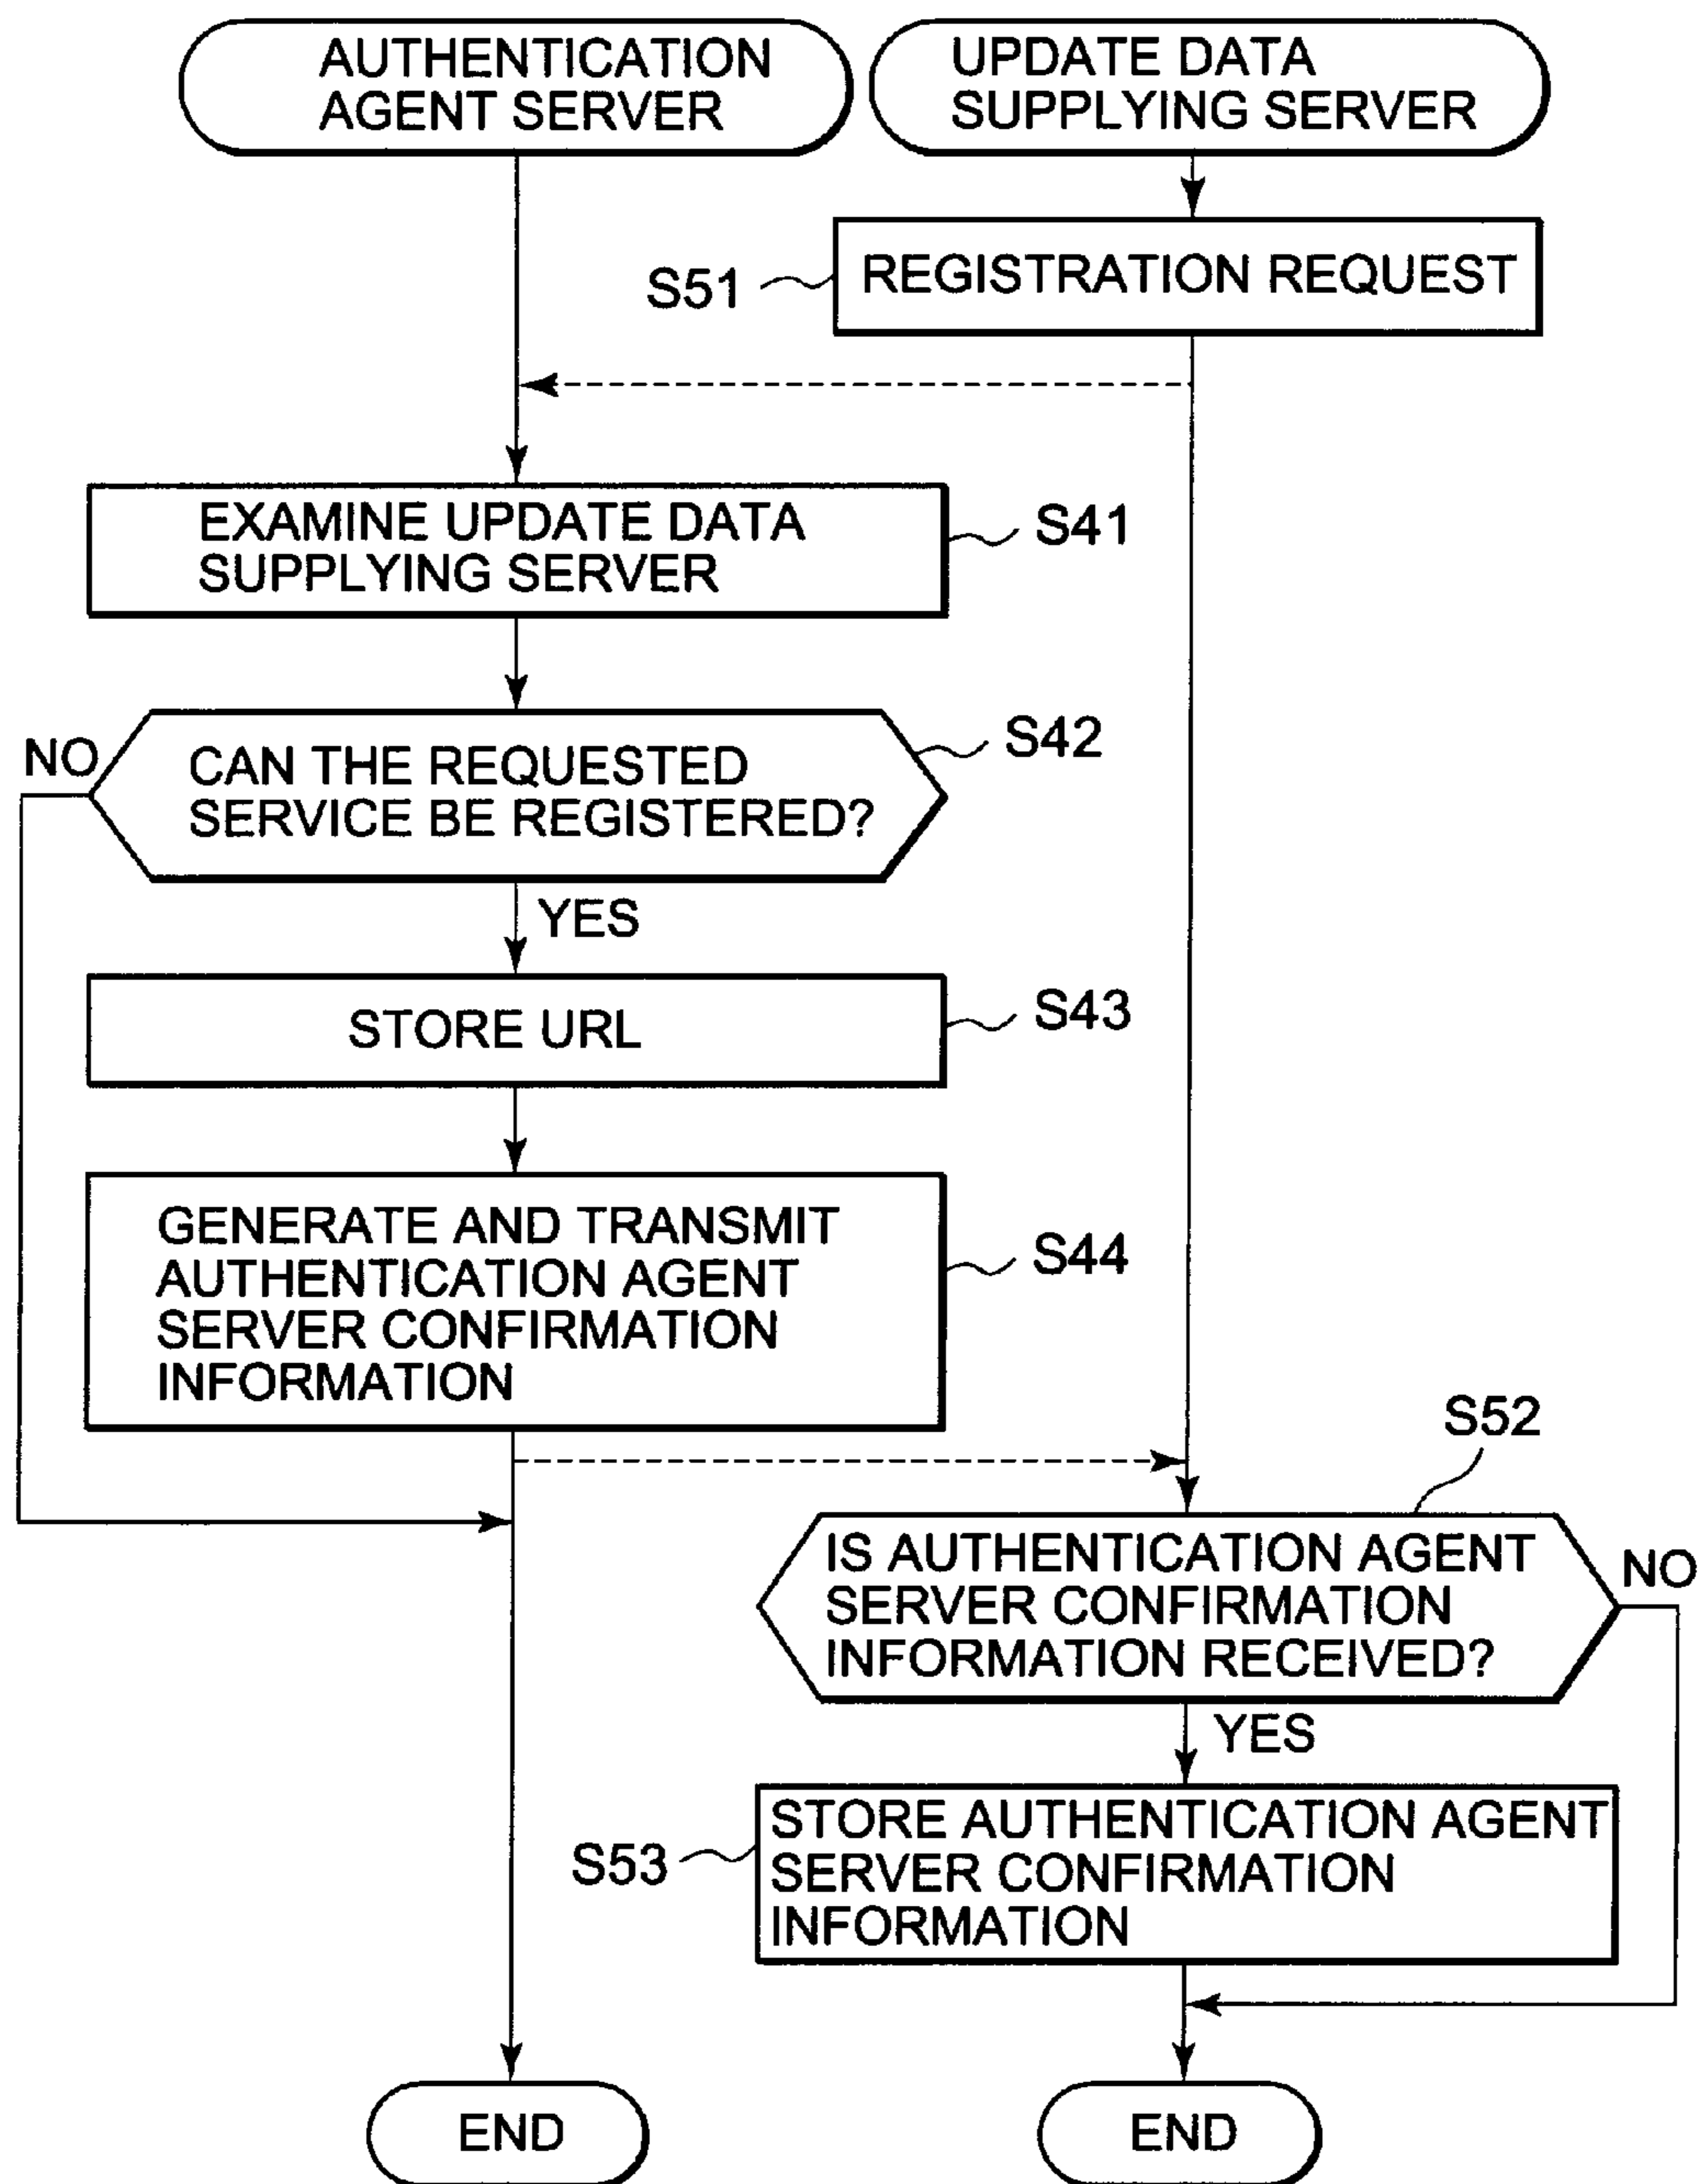 AUTHENTICATION
AGENT SERVER
UPDATE DATA
SUPPLYING SERVER
S51
REGISTRATION REQUEST
EXAMINE UPDATE DATA
SUPPLYING SERVER
S41
NO
CAN THE REQUESTED
SERVICE BE REGISTERED?
S42
YES
STORE URL
S43
GENERATE AND TRANSMIT
AUTHENTICATION AGENT
SERVER CONFIRMATION
INFORMATION
S44
S52
IS AUTHENTICATION AGENT
SERVER CONFIRMATION
INFORMATION RECEIVED?
NO
YES
S53
STORE AUTHENTICATION AGENT
SERVER CONFIRMATION
INFORMATION
END
END